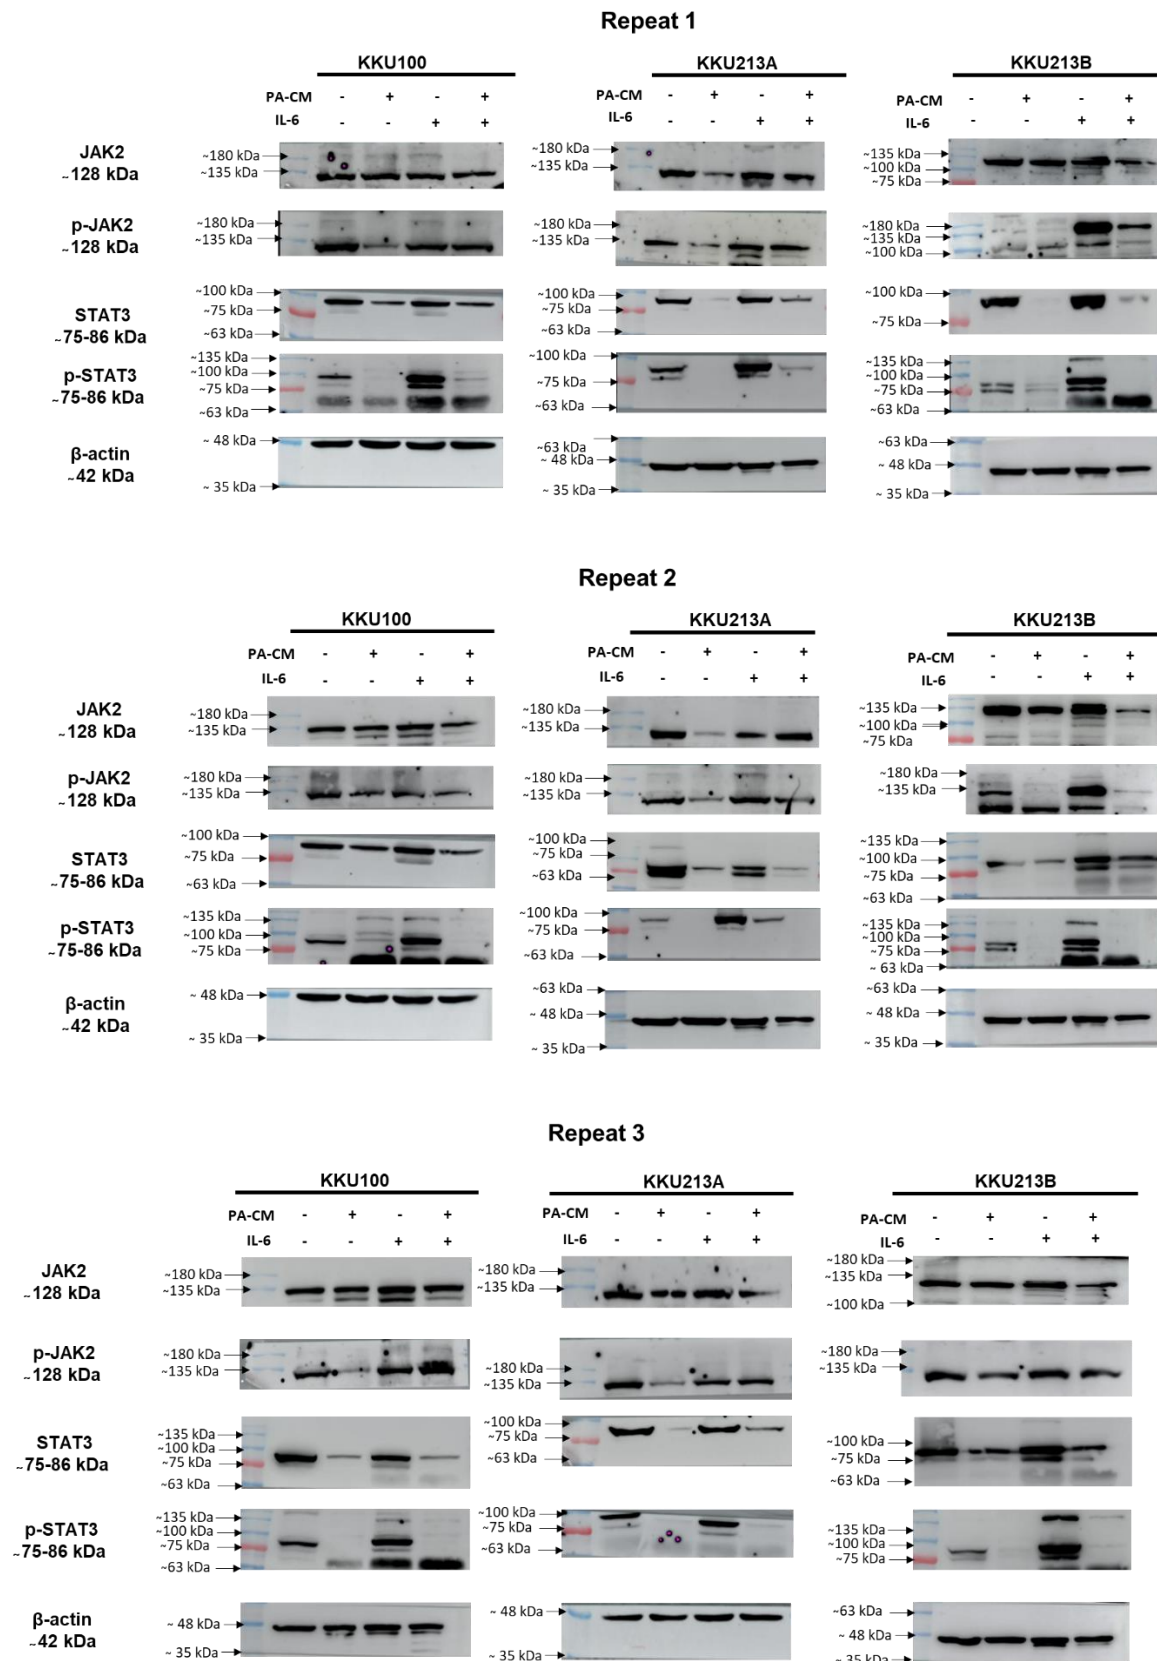 Repeat 1
KKU100 KKU213A KKU213B
PA-CM - + - + PA-CM - + - + PA-CM - + - +
IL-6 - - + + IL-6 - - + + IL-6 - - + +
JAK2
~128 kDa
~180 kDa
~135 kDa
~180 kDa
~135 kDa
~135 kDa
~100 kDa
~75 kDa
p-JAK2
~128 kDa
~180 kDa
~135 kDa
~180 kDa
~135 kDa
~180 kDa
~135 kDa
~100 kDa
STAT3
~75-86 kDa
~100 kDa
~75 kDa
~63 kDa
~100 kDa
~75 kDa
~63 kDa
~100 kDa
~75 kDa
p-STAT3
~75-86 kDa
~135 kDa
~100 kDa
~75 kDa
~63 kDa
~100 kDa
~75 kDa
~63 kDa
~135 kDa
~100 kDa
~75 kDa
~63 kDa
β-actin
~42 kDa
~ 48 kDa
~ 35 kDa
~63 kDa
~ 48 kDa
~ 35 kDa
~63 kDa
~ 48 kDa
~ 35 kDa
Repeat 2
KKU100 KKU213A KKU213B
PA-CM - + - + PA-CM - + - + PA-CM - + - +
IL-6 - - + + IL-6 - - + + IL-6 - - + +
JAK2
~128 kDa
~180 kDa
~135 kDa
~180 kDa
~135 kDa
~135 kDa
~100 kDa
~75 kDa
p-JAK2
~128 kDa
~180 kDa
~135 kDa
~180 kDa
~135 kDa
~180 kDa
~135 kDa
STAT3
~75-86 kDa
~100 kDa
~75 kDa
~63 kDa
~100 kDa
~75 kDa
~63 kDa
~135 kDa
~100 kDa
~75 kDa
~63 kDa
p-STAT3
~75-86 kDa
~135 kDa
~100 kDa
~75 kDa
~100 kDa
~75 kDa
~63 kDa
~135 kDa
~100 kDa
~75 kDa
~ 63 kDa
β-actin
~42 kDa
~ 48 kDa
~ 35 kDa
~63 kDa
~ 48 kDa
~ 35 kDa
~63 kDa
~ 48 kDa
~ 35 kDa
Repeat 3
KKU100 KKU213A KKU213B
PA-CM - + - + PA-CM - + - + PA-CM - + - +
IL-6 - - + + IL-6 - - + + IL-6 - - + +
JAK2
~128 kDa
~180 kDa
~135 kDa
~180 kDa
~135 kDa
~180 kDa
~135 kDa
~100 kDa
p-JAK2
~128 kDa
~180 kDa
~135 kDa
~180 kDa
~135 kDa
~180 kDa
~135 kDa
STAT3
~75-86 kDa
~135 kDa
~100 kDa
~75 kDa
~63 kDa
~100 kDa
~75 kDa
~63 kDa
~100 kDa
~75 kDa
~63 kDa
p-STAT3
~75-86 kDa
~135 kDa
~100 kDa
~75 kDa
~63 kDa
~100 kDa
~75 kDa
~63 kDa
~135 kDa
~100 kDa
~75 kDa
β-actin
~42 kDa
~ 48 kDa
~ 35 kDa
~ 48 kDa
~ 35 kDa
~63 kDa
~ 48 kDa
~ 35 kDa